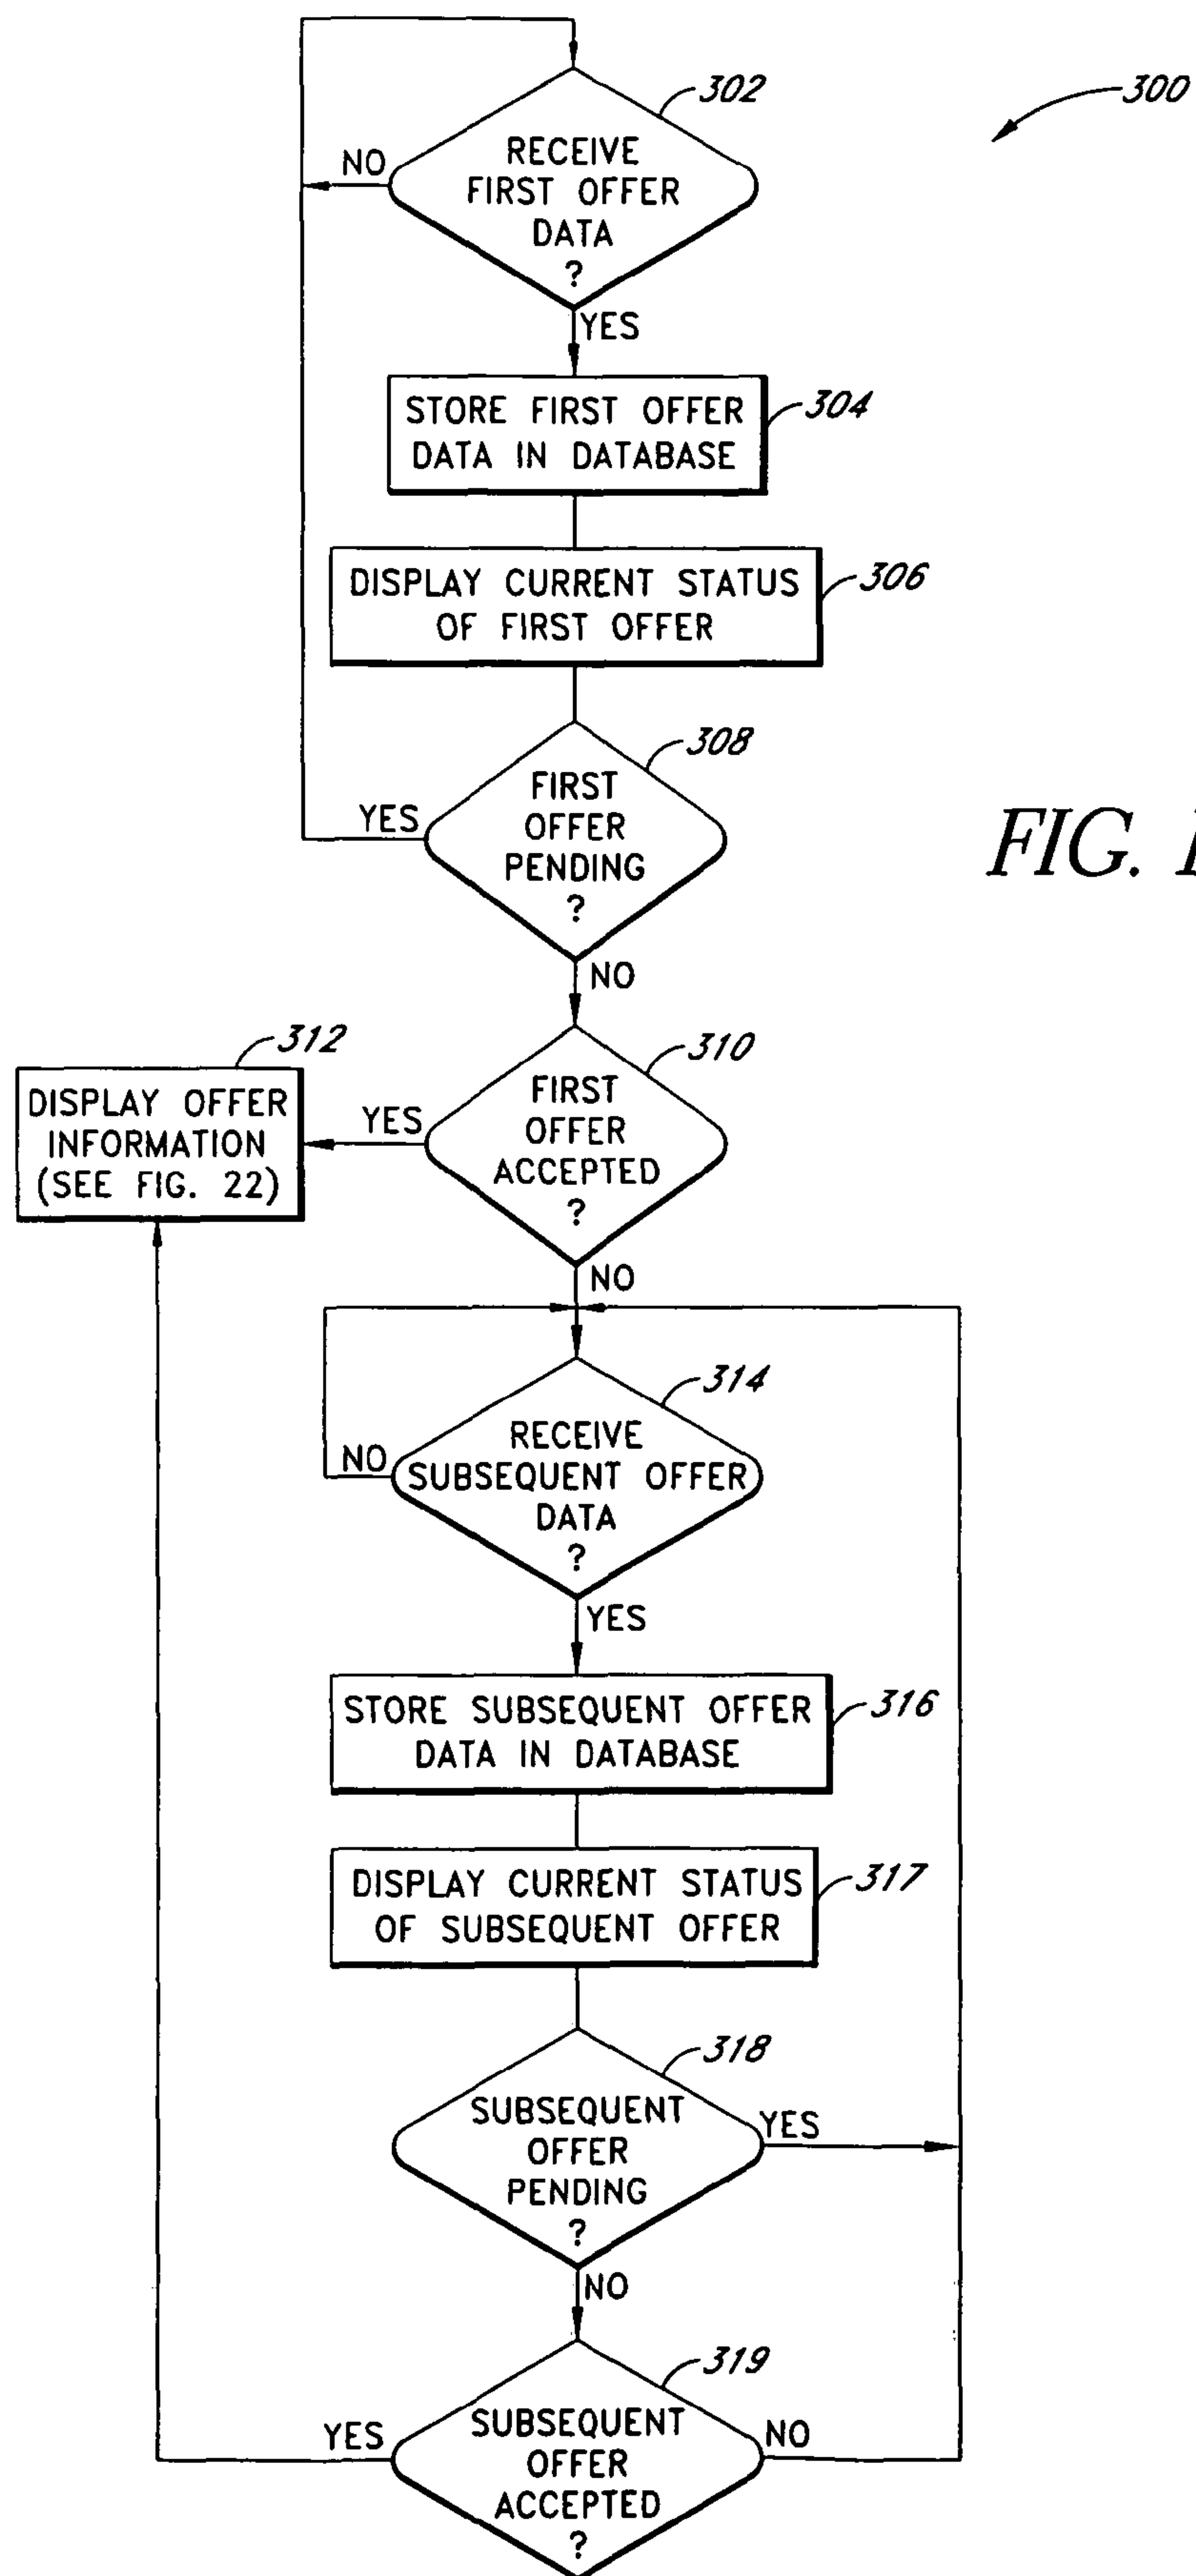 302
300
RECEIVE
FIRST OFFER
DATA
?
NO
YES
STORE FIRST OFFER
DATA IN DATABASE
304
DISPLAY CURRENT STATUS
OF FIRST OFFER
306
308
FIRST
OFFER
PENDING
?
YES
FIG.
NO
312
310
DISPLAY OFFER
INFORMATION
(SEE FIG. 22)
YES
FIRST
OFFER
ACCEPTED
?
NO
314
RECEIVE
SUBSEQUENT OFFER
DATA
?
NO
YES
STORE SUBSEQUENT OFFER
DATA IN DATABASE
316
DISPLAY CURRENT STATUS
OF SUBSEQUENT OFFER
317
318
SUBSEQUENT
OFFER
PENDING
?
YES
NO
319
YES
SUBSEQUENT
OFFER
ACCEPTED
?
NO